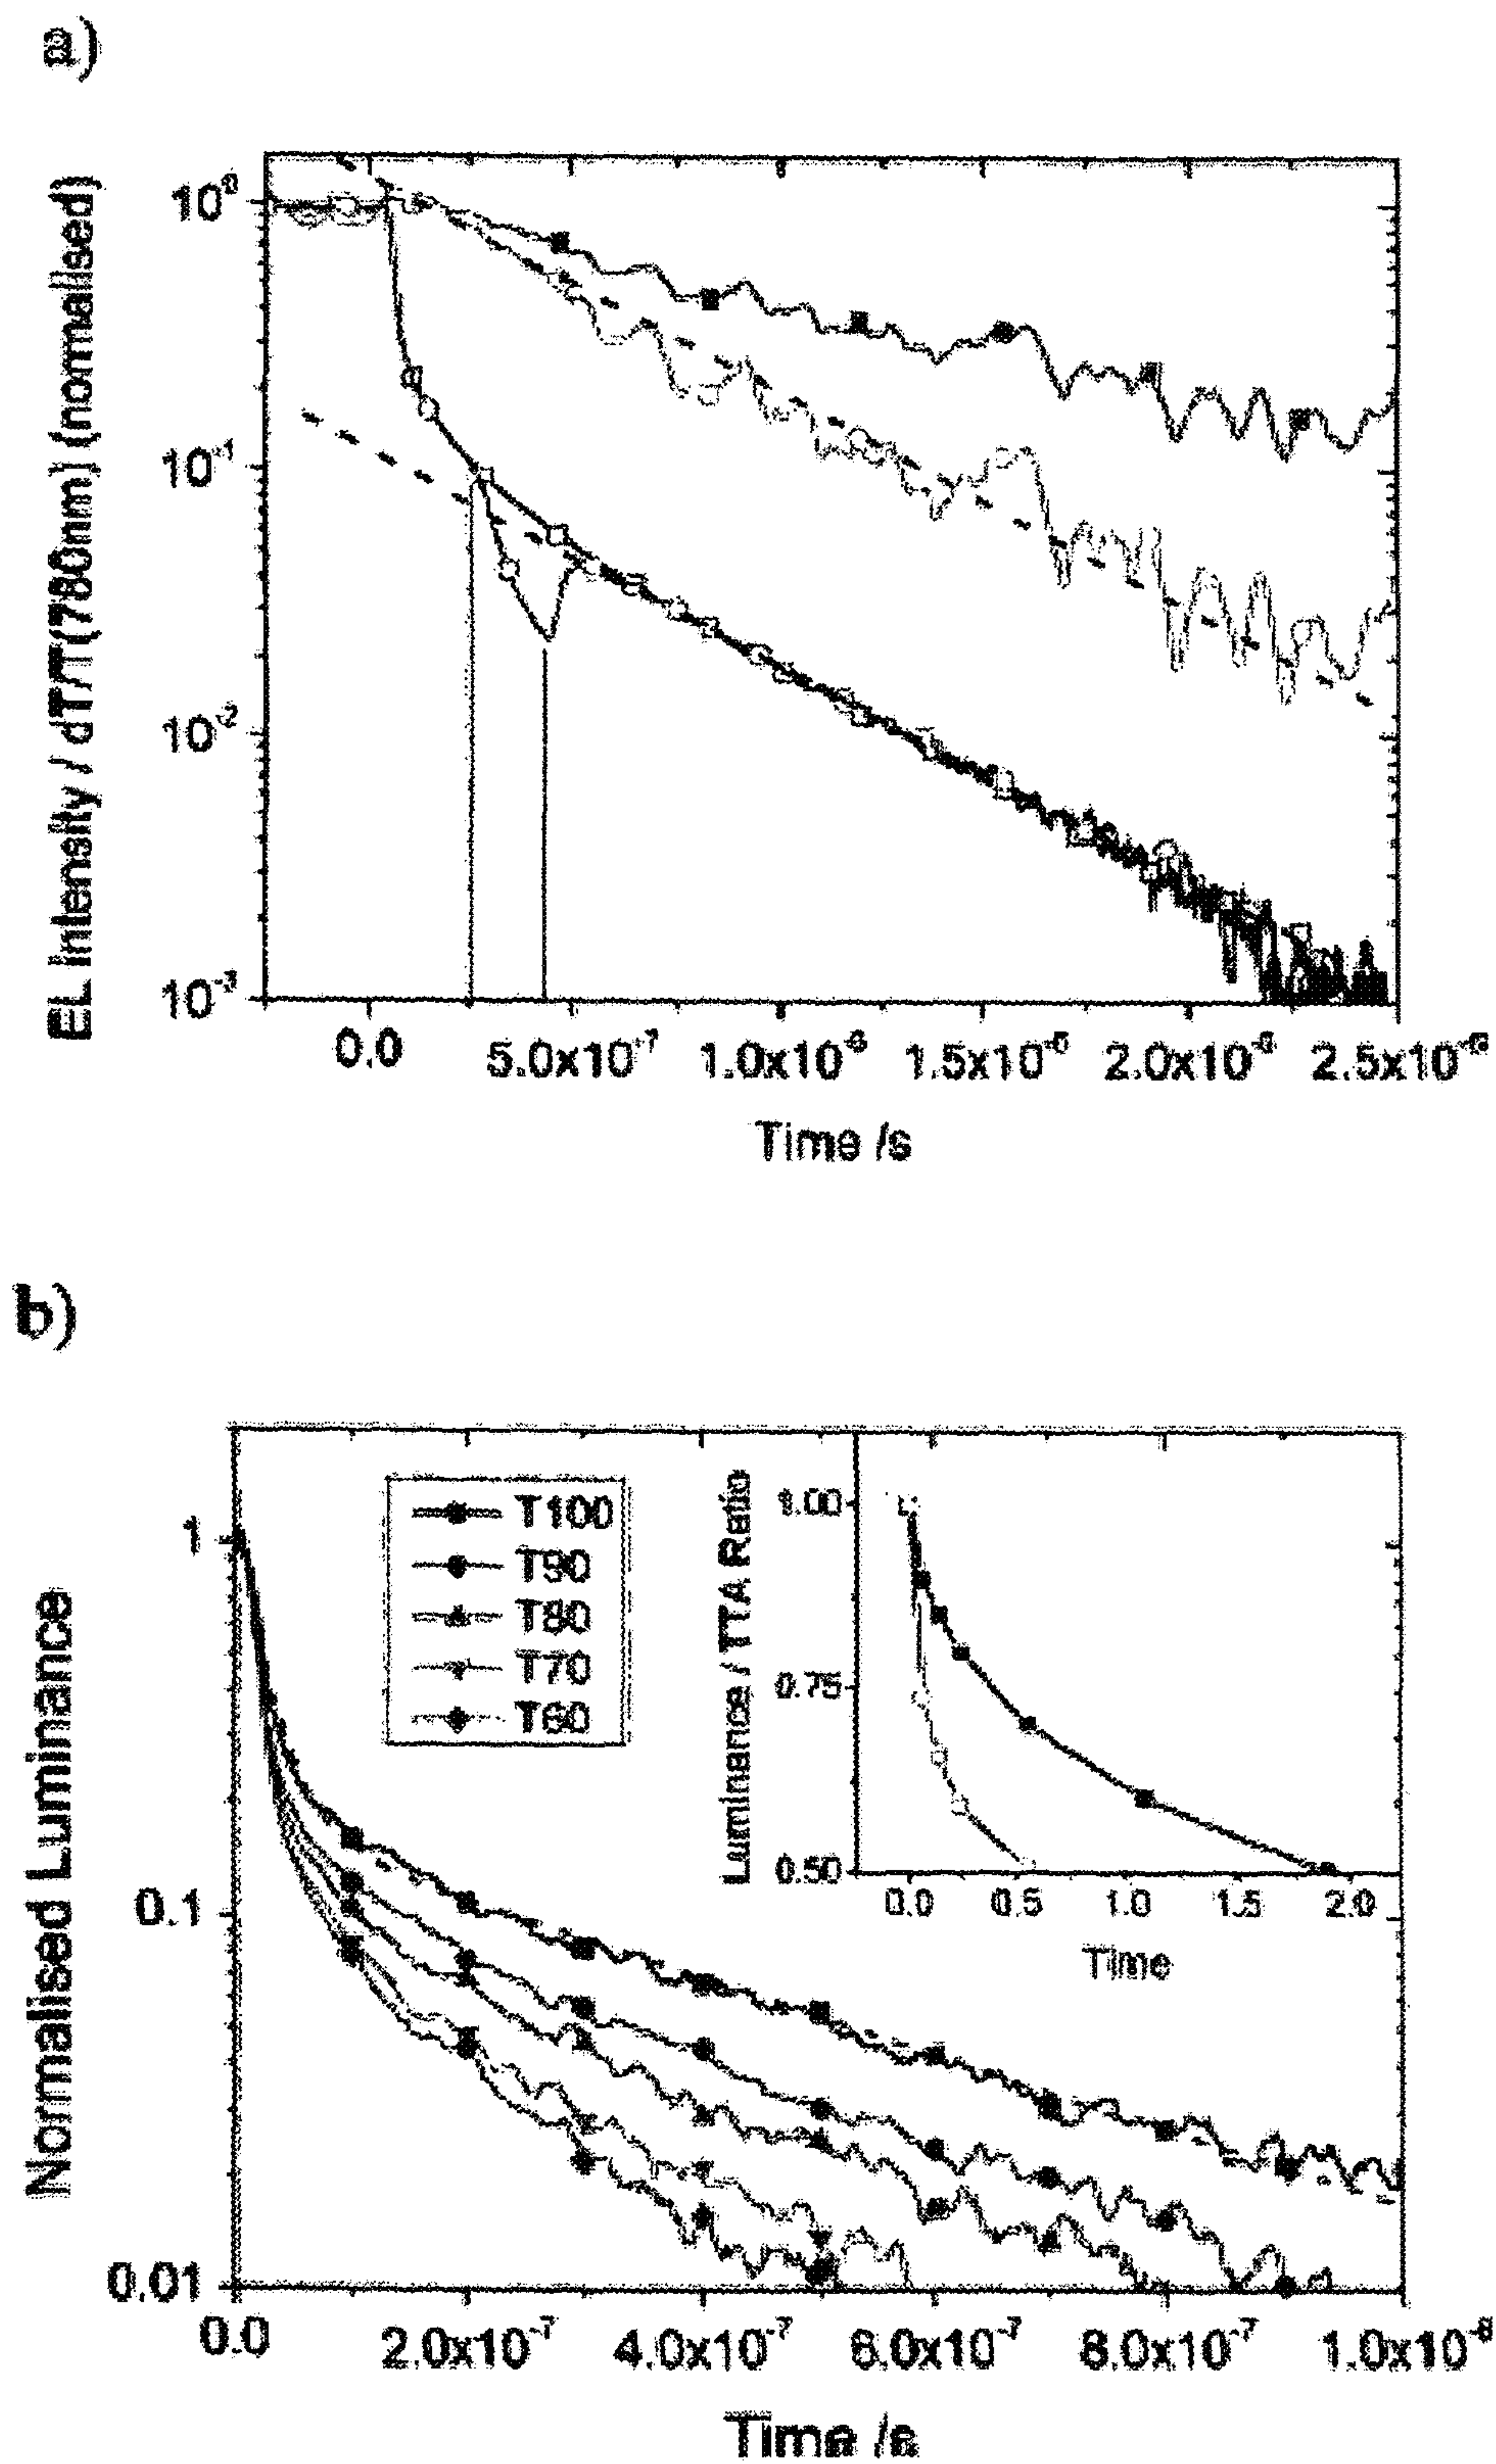 a)
EL Intensity / dT/T(780nm) (normalised)
10⁰
10⁻¹
10⁻²
10⁻³
0.0 5.0x10⁻⁷ 1.0x10⁻⁶ 1.5x10⁻⁶ 2.0x10⁻⁶ 2.5x10⁻⁶
Time /s
b)
Normalised Luminance
1
0.1
0.01
T100
T90
T80
T70
T60
Luminance / TTA Ratio
1.00
0.75
0.50
0.0 0.5 1.0 1.5 2.0
Time
0.0 2.0x10⁻⁷ 4.0x10⁻⁷ 6.0x10⁻⁷ 8.0x10⁻⁷ 1.0x10⁻⁶
Time /s